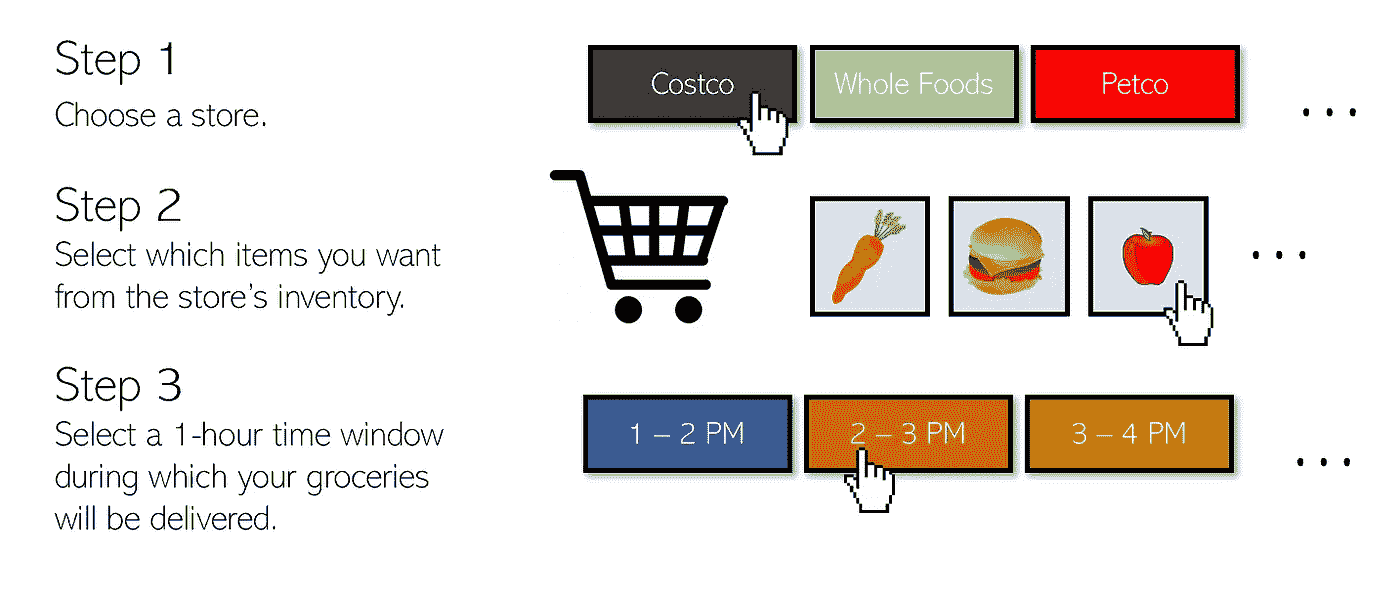 Step 1
Choose a store.
Costco
Whole Foods
Petco
...
Step 2
Select which items you want
from the store's inventory.
...
Step 3
Select a 1-hour time window
during which your groceries
will be delivered.
1 – 2 PM
2 – 3 PM
3 – 4 PM
...